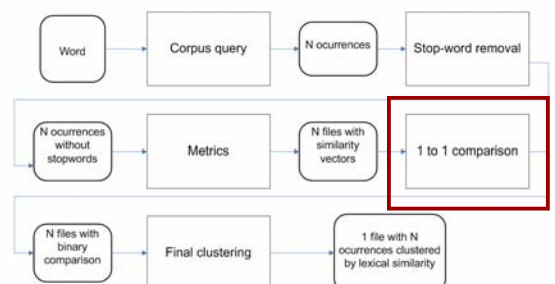 Word
Corpus query
N ocurrences
Stop-word removal
N ocurrences
without
stopwords
Metrics
N files with
similarity
vectors
1 to 1 comparison
N files with
binary
comparison
Final clustering
1 file with N
ocurrences clustered
by lexical similarity